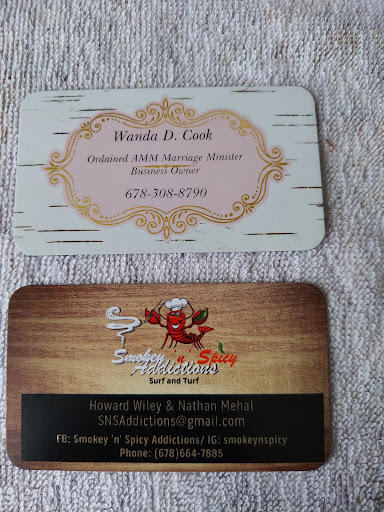 Wanda D. Cook
Ordained AMM Marriage Minister
Business Owner
678-308-8790
Smokey 'n' Spicy
Addictions
Surf and Turf
Howard Wiley & Nathan Mehal
SNSAddictions@gmail.com
FB: Smokey 'n' Spicy Addictions/ IG: smokeynspicy
Phone: (678)664-7885